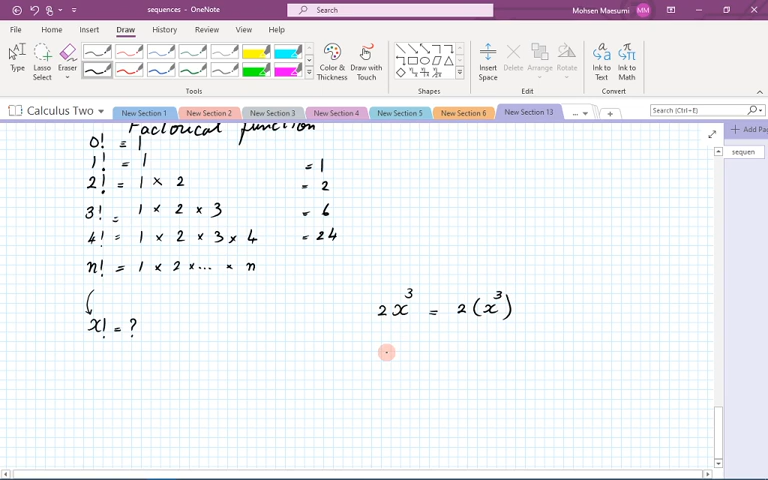 sequences - OneNote
Search
Mohsen Maesumi MM
File Home Insert Draw History Review View Help
Type
Lasso Select
Eraser
Color & Thickness
Draw with Touch
Insert Space
Delete
Arrange
Rotate
Ink to Text
Ink to Math
Tools
Shapes
Edit
Convert
Calculus Two
New Section 1
New Section 2
New Section 3
New Section 4
New Section 5
New Section 6
New Section 13
...
+
Search (Ctrl+E)
+ Add Pag
sequen
Factorical function
0! = 1
1! = 1 = 1
2! = 1 × 2 = 2
3! = 1 × 2 × 3 = 6
4! = 1 × 2 × 3 × 4 = 24
n! = 1 × 2 × ... × n
2x³ = 2(x³)
x! = ?